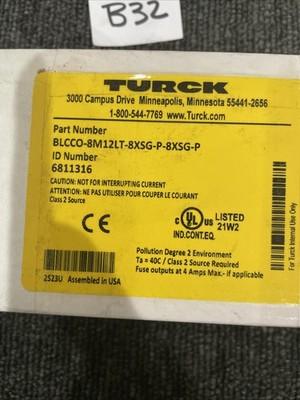 B32
TURCK
3000 Campus Drive Minneapolis, Minnesota 55441-2656
1-800-544-7769 www.Turck.com
Part Number
BLCCO-8M12LT-8XSG-P-8XSG-P
ID Number
6811316
CAUTION: NOT FOR INTERRUPTING CURRENT
ATTENTION: NE PAS UTILISER POUR COUPER LE COURANT
Class 2 Source
CE
c UL US LISTED
21W2
IND.CONT.EQ.
Pollution Degree 2 Environment
Ta = 40C / Class 2 Source Required
Fuse outputs at 4 Amps Max.- if applicable
2523U Assembled in USA
For Turck Internal Use Only